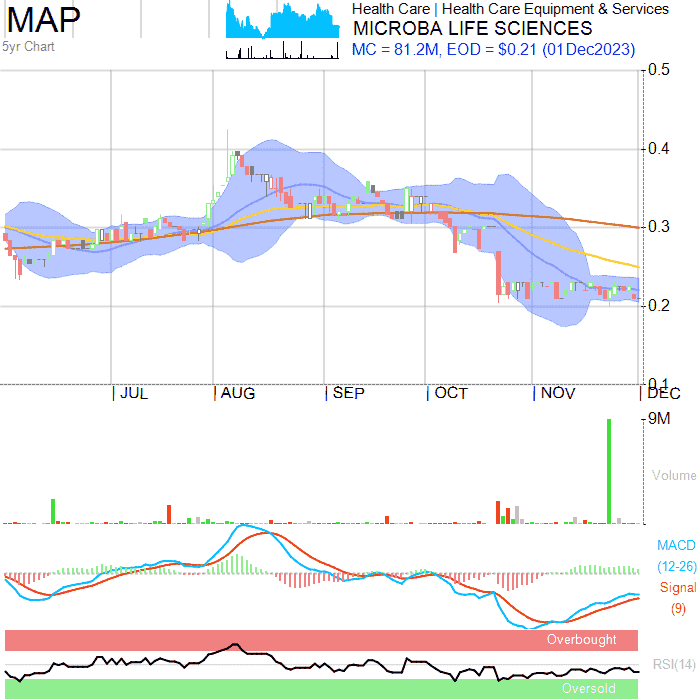 MAP
5yr Chart
Health Care | Health Care Equipment & Services
MICROBA LIFE SCIENCES
MC = 81.2M, EOD = $0.21 (01Dec2023)
0.5
0.4
0.3
0.2
0.1
JUL AUG SEP OCT NOV DEC
9M
Volume
MACD
(12-26)
Signal
(9)
Overbought
RSI(14)
Oversold